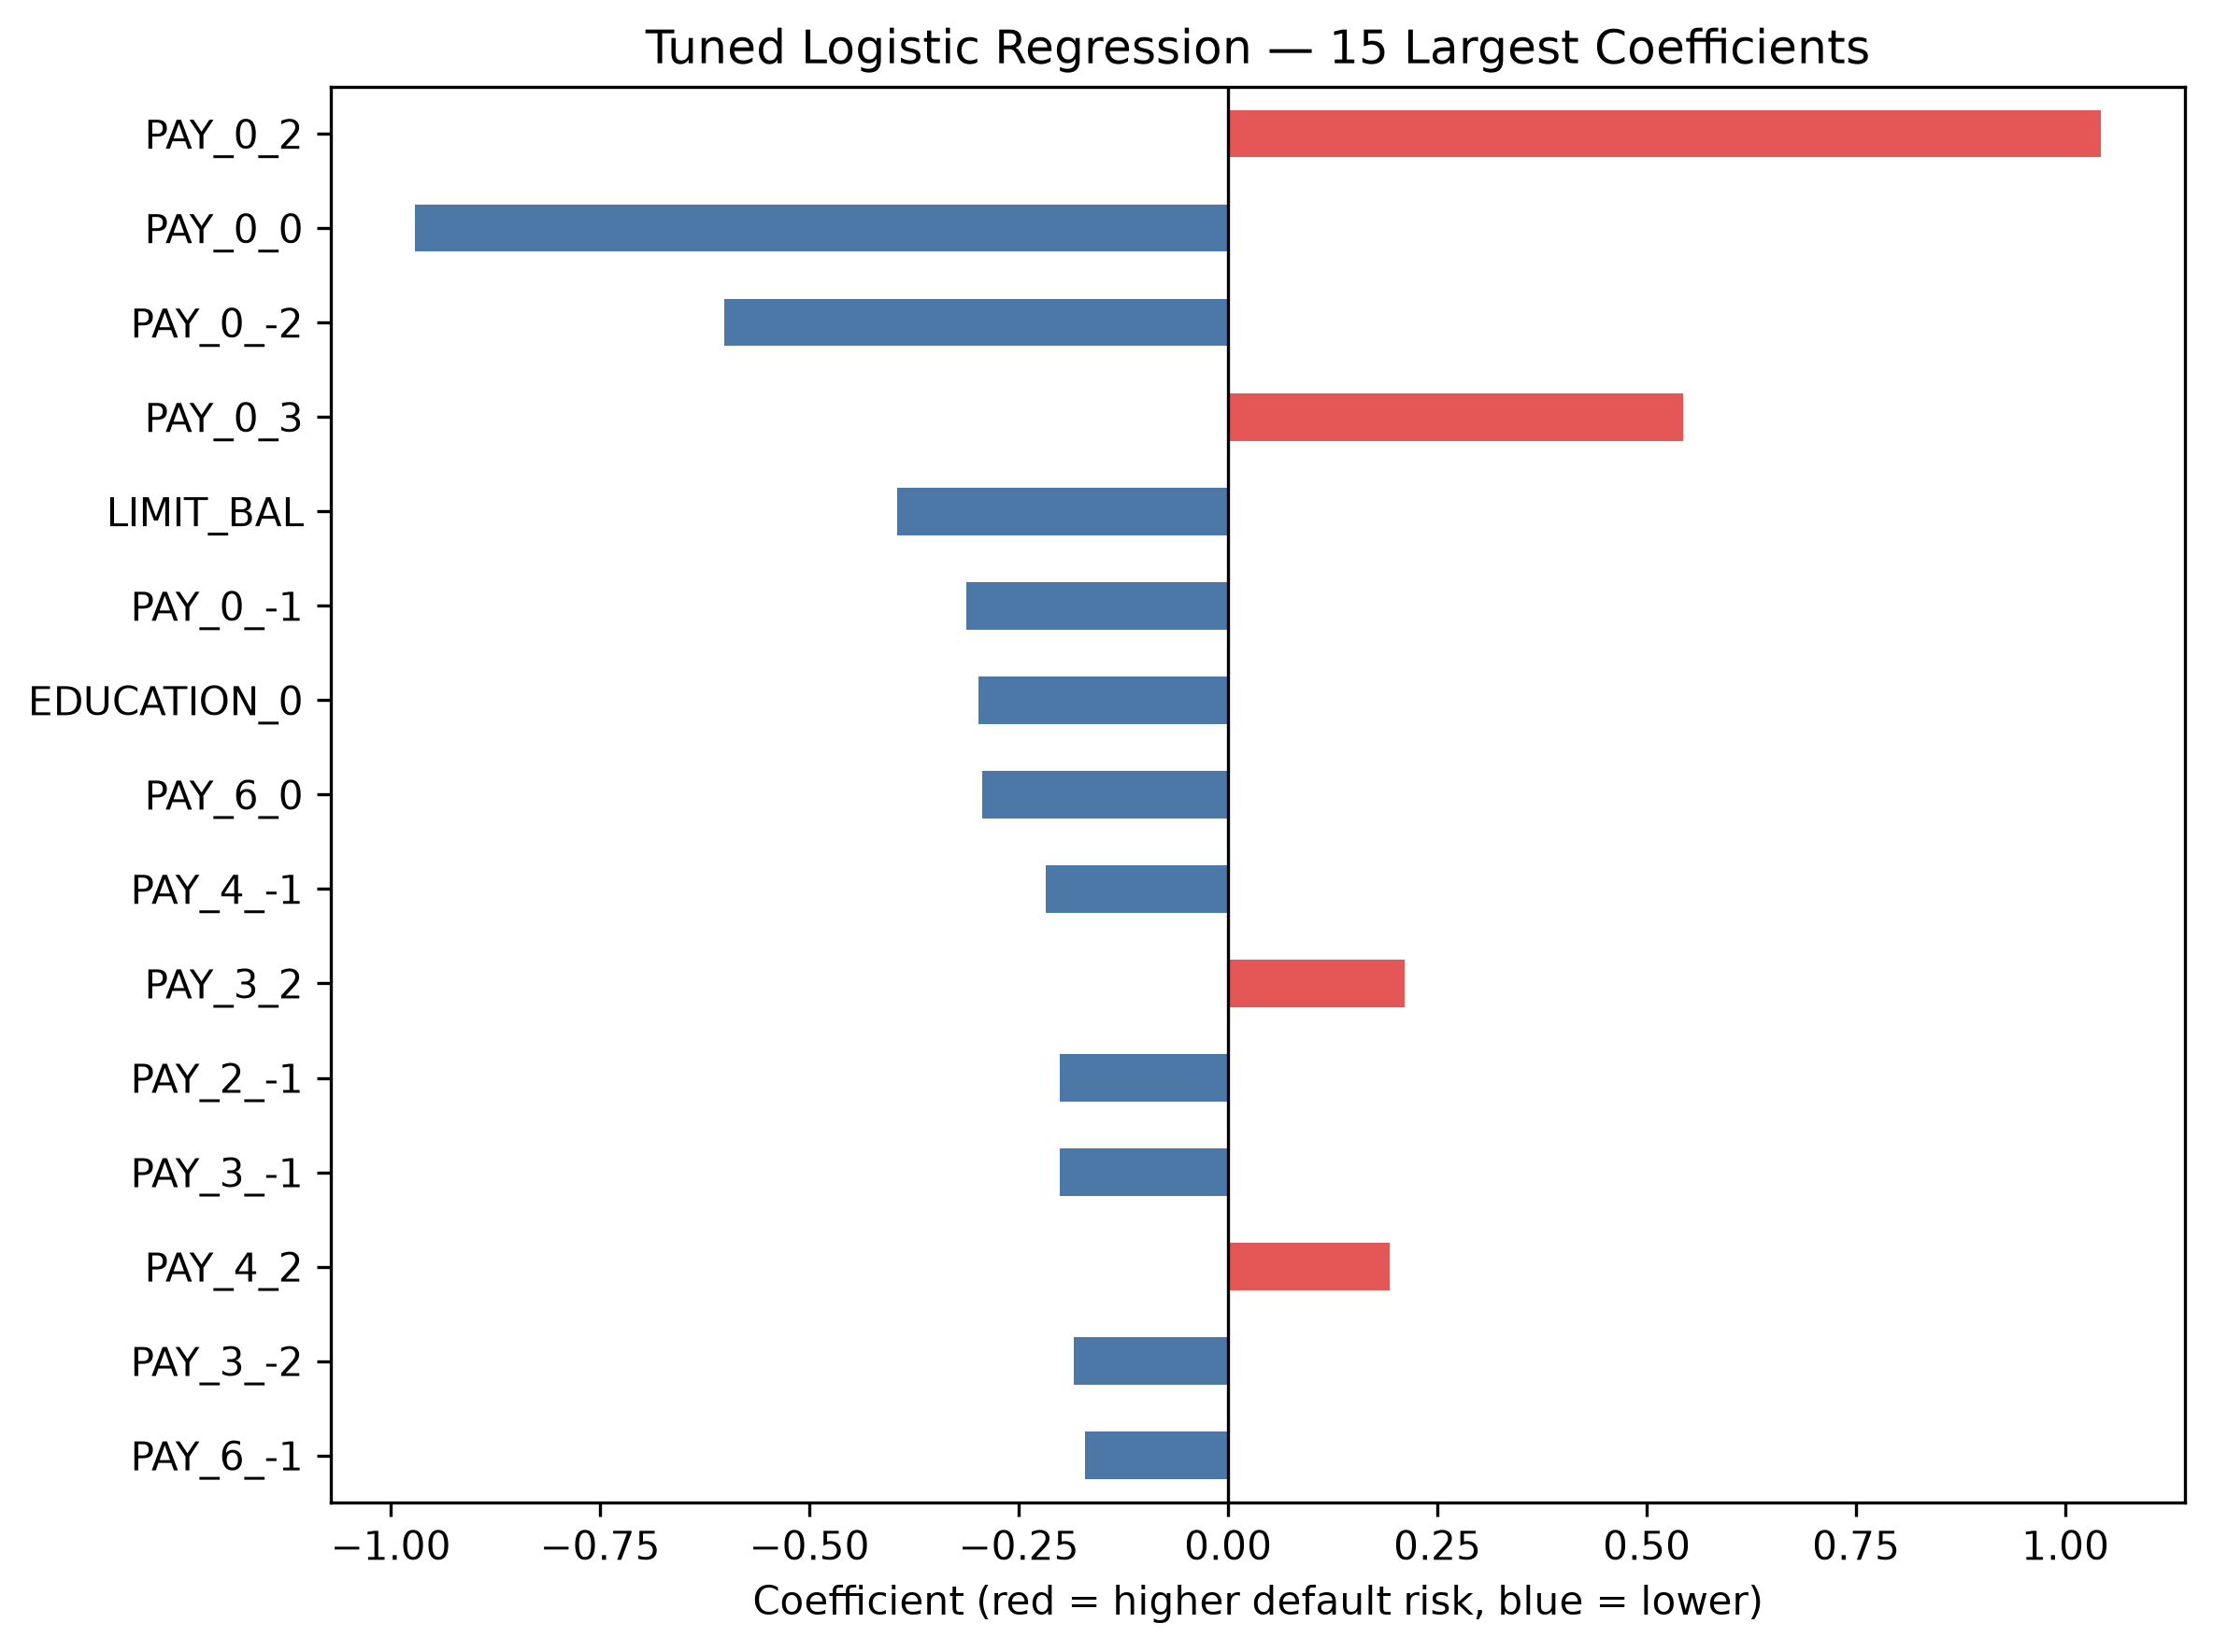 Tuned Logistic Regression — 15 Largest Coefficients
PAY_0_2
PAY_0_0
PAY_0_-2
PAY_0_3
LIMIT_BAL
PAY_0_-1
EDUCATION_0
PAY_6_0
PAY_4_-1
PAY_3_2
PAY_2_-1
PAY_3_-1
PAY_4_2
PAY_3_-2
PAY_6_-1
−1.00 −0.75 −0.50 −0.25 0.00 0.25 0.50 0.75 1.00
Coefficient (red = higher default risk, blue = lower)